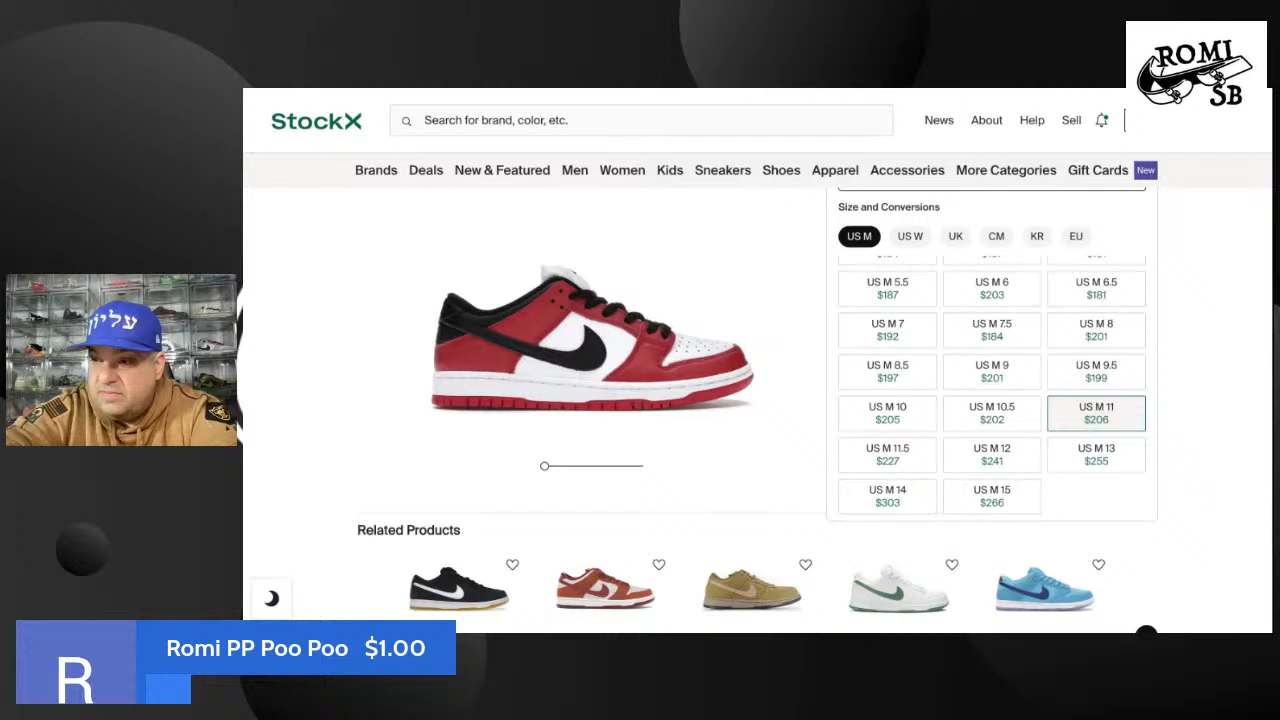 ROMI
SB
StockX
Search for brand, color, etc.
News About Help Sell
Brands Deals New & Featured Men Women Kids Sneakers Shoes Apparel Accessories More Categories Gift Cards New
Size and Conversions
US M US W UK CM KR EU
US M 5.5 US M 6 US M 6.5
$187 $203 $181
US M 7 US M 7.5 US M 8
$192 $184 $201
US M 8.5 US M 9 US M 9.5
$197 $201 $199
US M 10 US M 10.5 US M 11
$205 $202 $206
US M 11.5 US M 12 US M 13
$227 $241 $255
US M 14 US M 15
$303 $266
עליון
Related Products
Romi PP Poo Poo $1.00
R